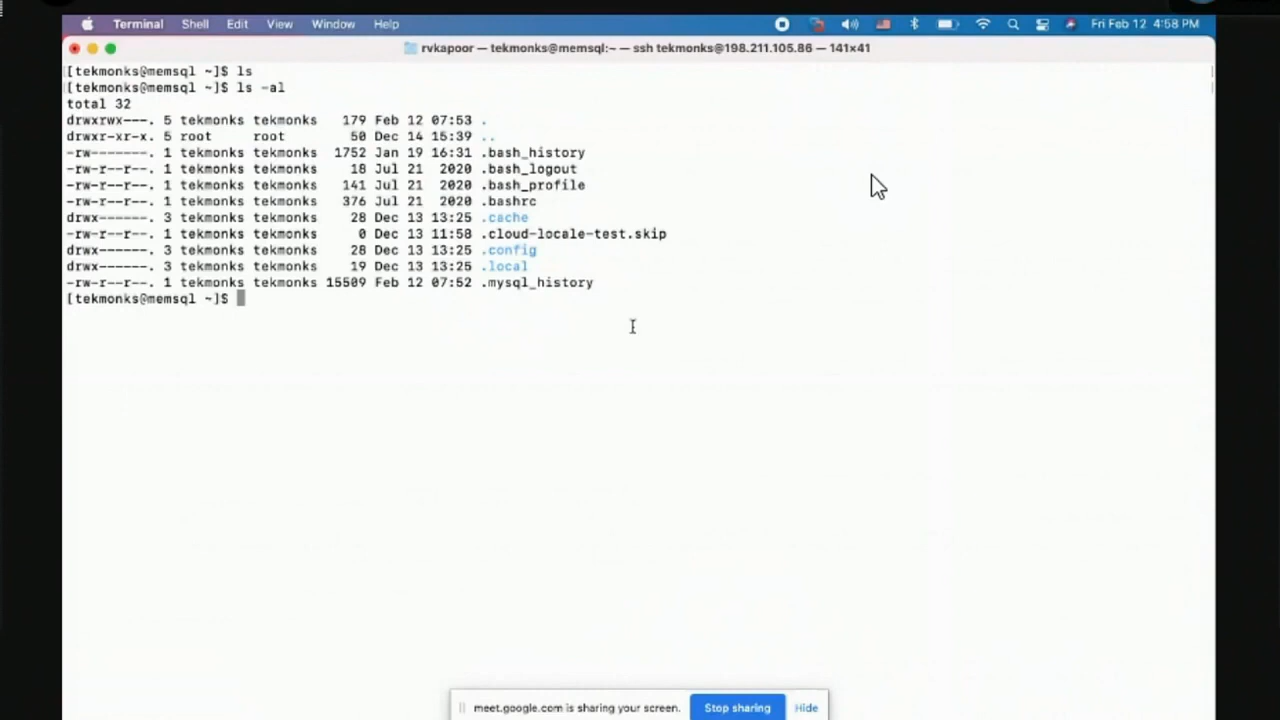 Terminal Shell Edit View Window Help Fri Feb 12 4:58 PM
rvkapoor — tekmonks@memsql:~ — ssh tekmonks@198.211.105.86 — 141×41
[tekmonks@memsql ~]$ ls
[tekmonks@memsql ~]$ ls -al
total 32
drwxrwx---. 5 tekmonks tekmonks   179 Feb 12 07:53 .
drwxr-xr-x. 5 root     root        50 Dec 14 15:39 ..
-rw-------. 1 tekmonks tekmonks  1752 Jan 19 16:31 .bash_history
-rw-r--r--. 1 tekmonks tekmonks    18 Jul 21  2020 .bash_logout
-rw-r--r--. 1 tekmonks tekmonks   141 Jul 21  2020 .bash_profile
-rw-r--r--. 1 tekmonks tekmonks   376 Jul 21  2020 .bashrc
drwx------. 3 tekmonks tekmonks    28 Dec 13 13:25 .cache
-rw-r--r--. 1 tekmonks tekmonks     0 Dec 13 11:58 .cloud-locale-test.skip
drwx------. 3 tekmonks tekmonks    28 Dec 13 13:25 .config
drwx------. 3 tekmonks tekmonks    19 Dec 13 13:25 .local
-rw-r--r--. 1 tekmonks tekmonks 15509 Feb 12 07:52 .mysql_history
[tekmonks@memsql ~]$
meet.google.com is sharing your screen. Stop sharing Hide